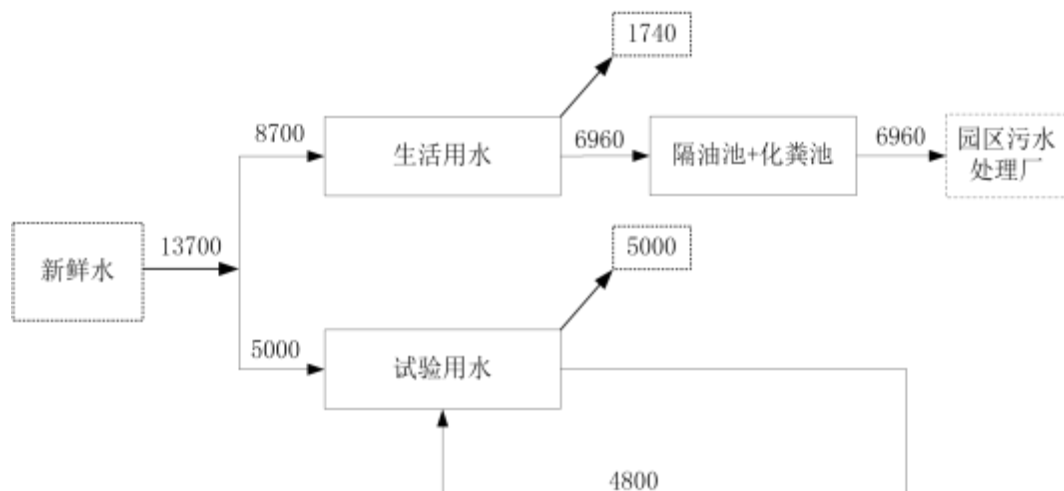 1740
8700
生活用水
6960
隔油池+化粪池
6960
园区污水
处理厂
新鲜水
13700
5000
5000
试验用水
4800